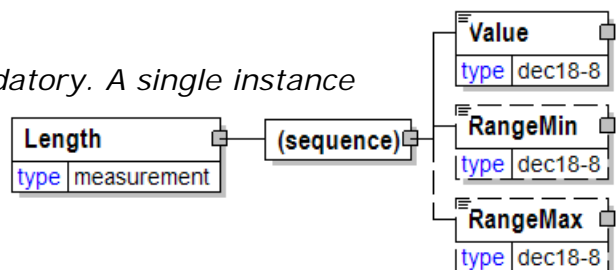 Value
type dec18-8
datory. A single instance
RangeMin
type dec18-8
Length
type measurement
(sequence)
RangeMax
type dec18-8